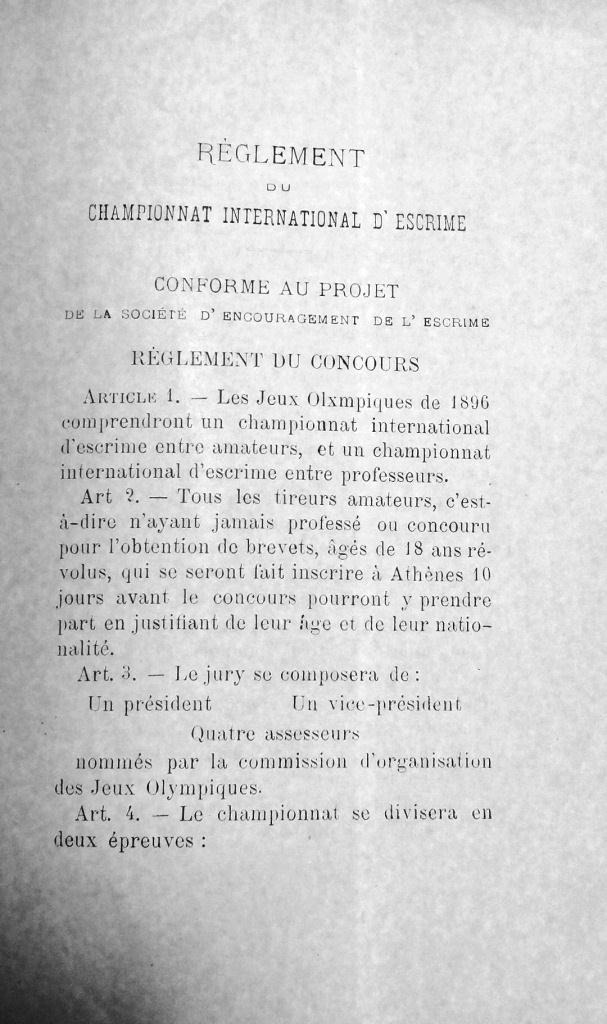 RÈGLEMENT
DU
CHAMPIONNAT INTERNATIONAL D' ESCRIME
CONFORME AU PROJET
DE LA SOCIÉTÉ D' ENCOURAGEMENT DE L' ESCRIME
RÈGLEMENT DU CONCOURS
ARTICLE 1. — Les Jeux Olxmpiques de 1896
comprendront un championnat international
d'escrime entre amateurs, et un championnat
international d'escrime entre professeurs.
Art 2. — Tous les tireurs amateurs, c'est-
à-dire n'ayant jamais professé ou concouru
pour l'obtention de brevets, âgés de 18 ans ré-
volus, qui se seront fait inscrire à Athènes 10
jours avant le concours pourront y prendre
part en justifiant de leur âge et de leur natio-
nalité.
Art. 3. — Le jury se composera de :
Un président Un vice-président
Quatre assesseurs
nommés par la commission d'organisation
des Jeux Olympiques.
Art. 4. — Le championnat se divisera en
deux épreuves :